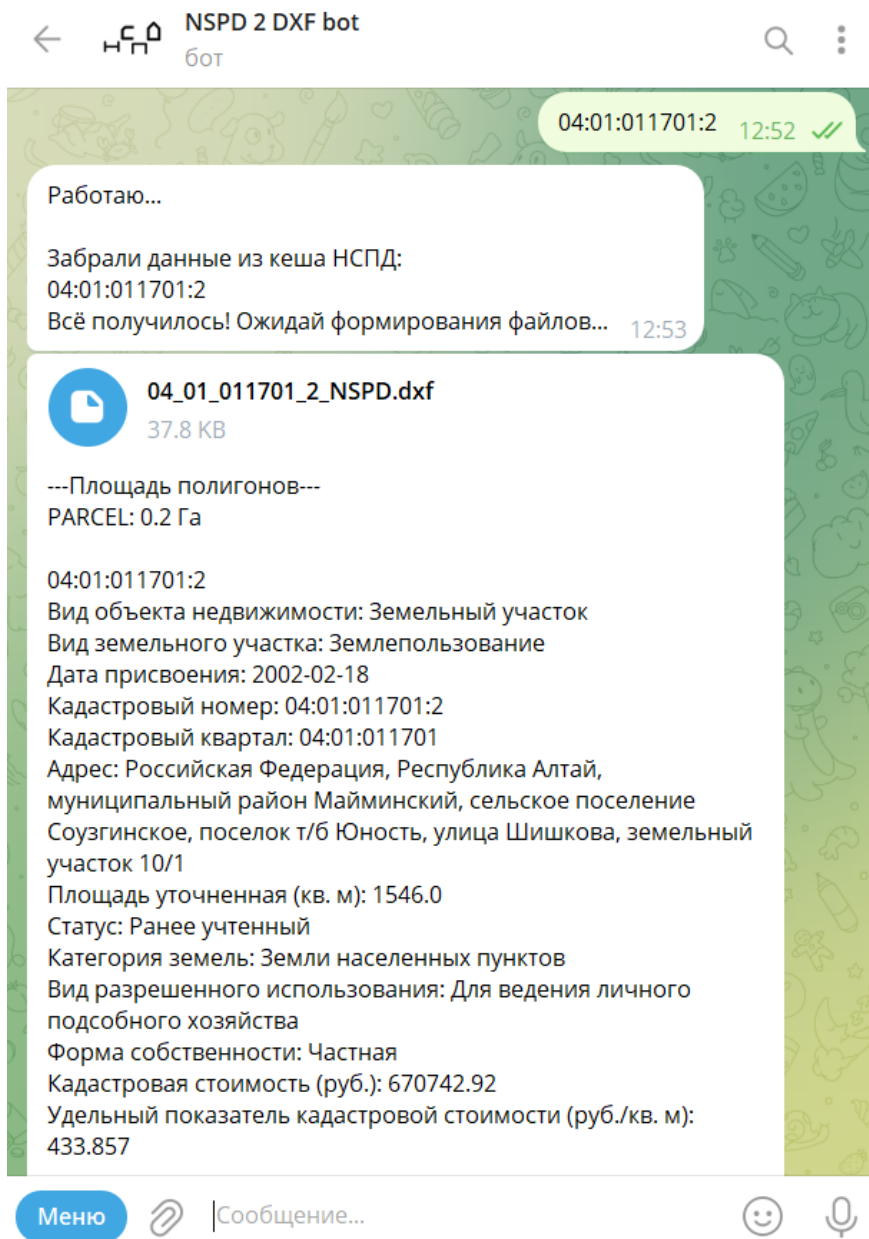 NSPD 2 DXF bot
нспд
бот
04:01:011701:2 12:52
Работаю...
Забрали данные из кеша НСПД:
04:01:011701:2
Всё получилось! Ожидай формирования файлов... 12:53
04_01_011701_2_NSPD.dxf
37.8 KB
---Площадь полигонов---
PARCEL: 0.2 Га
04:01:011701:2
Вид объекта недвижимости: Земельный участок
Вид земельного участка: Землепользование
Дата присвоения: 2002-02-18
Кадастровый номер: 04:01:011701:2
Кадастровый квартал: 04:01:011701
Адрес: Российская Федерация, Республика Алтай,
муниципальный район Майминский, сельское поселение
Соузгинское, поселок т/б Юность, улица Шишкова, земельный
участок 10/1
Площадь уточненная (кв. м): 1546.0
Статус: Ранее учтенный
Категория земель: Земли населенных пунктов
Вид разрешенного использования: Для ведения личного
подсобного хозяйства
Форма собственности: Частная
Кадастровая стоимость (руб.): 670742.92
Удельный показатель кадастровой стоимости (руб./кв. м):
433.857
Меню
Сообщение...